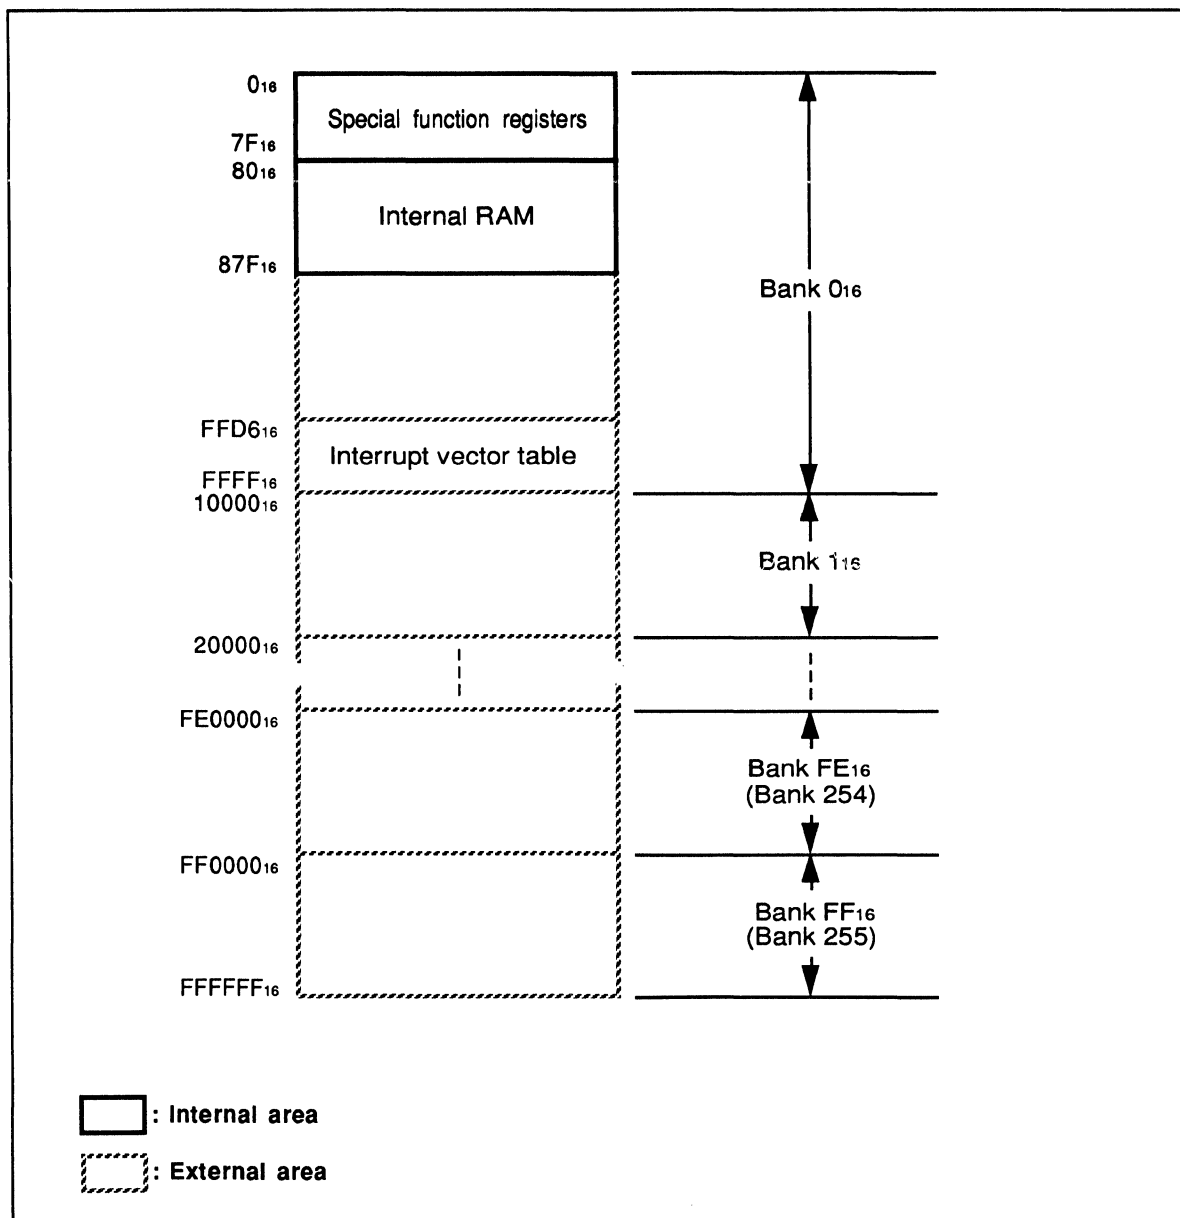 0₁₆
Special function registers
7F₁₆
80₁₆
Internal RAM
87F₁₆
Bank 0₁₆
FFD6₁₆
Interrupt vector table
FFFF₁₆
10000₁₆
Bank 1₁₆
20000₁₆
FE0000₁₆
Bank FE₁₆
(Bank 254)
FF0000₁₆
Bank FF₁₆
(Bank 255)
FFFFFF₁₆
: Internal area
: External area